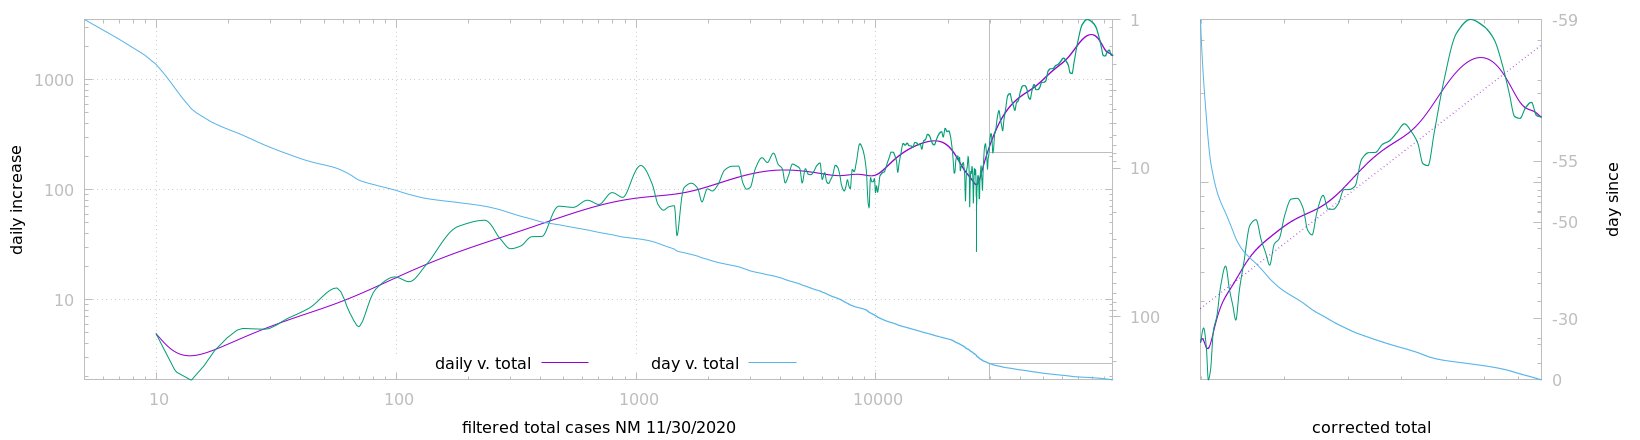 daily increase
1000
100
10
10
100
1000
10000
daily v. total
day v. total
filtered total cases NM 11/30/2020
1
10
100
-59
-55
-50
-30
0
day since
corrected total